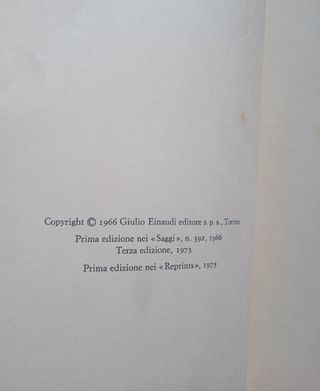 Copyright © 1966 Giulio Einaudi editore s. p. a., Torino
Prima edizione nei «Saggi», n. 392, 1966
Terza edizione, 1973
Prima edizione nei «Reprints», 1975